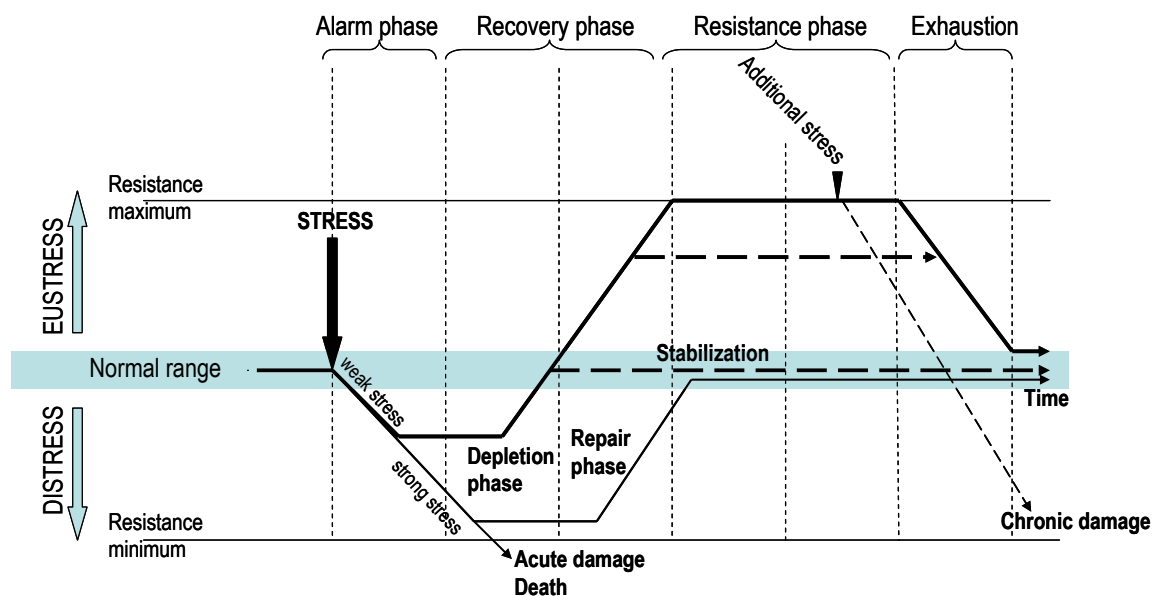 Alarm phase
Recovery phase
Resistance phase
Exhaustion
Additional stress
Resistance
maximum
STRESS
EUSTRESS
Normal range
weak stress
Stabilization
Time
DISTRESS
strong stress
Depletion
phase
Repair
phase
Resistance
minimum
Chronic damage
Acute damage
Death